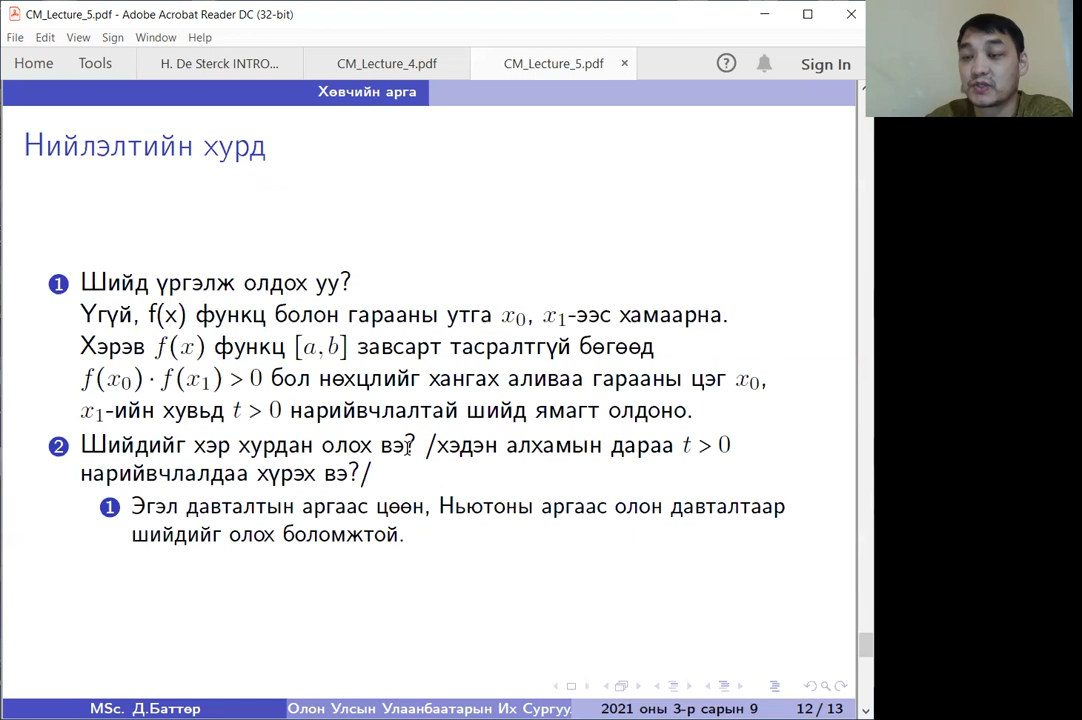 CM_Lecture_5.pdf - Adobe Acrobat Reader DC (32-bit)
File Edit View Sign Window Help
Home Tools H. De Sterck INTRO... CM_Lecture_4.pdf CM_Lecture_5.pdf × ? Sign In
Хөвчийн арга
Нийлэлтийн хурд
1 Шийд үргэлж олдох уу?
Үгүй, f(x) функц болон гарааны утга x₀, x₁-ээс хамаарна.
Хэрэв f(x) функц [a, b] завсарт тасралтгүй бөгөөд
f(x₀) · f(x₁) > 0 бол нөхцлийг хангах аливаа гарааны цэг x₀,
x₁-ийн хувьд t > 0 нарийвчлалтай шийд ямагт олдоно.
2 Шийдийг хэр хурдан олох вэ? /хэдэн алхамын дараа t > 0
нарийвчлалдаа хүрэх вэ?/
1 Эгэл давталтын аргаас цөөн, Ньютоны аргаас олон давталтаар
шийдийг олох боломжтой.
MSc. Д.Баттөр Олон Улсын Улаанбаатарын Их Сургуу. 2021 оны 3-р сарын 9 12 / 13